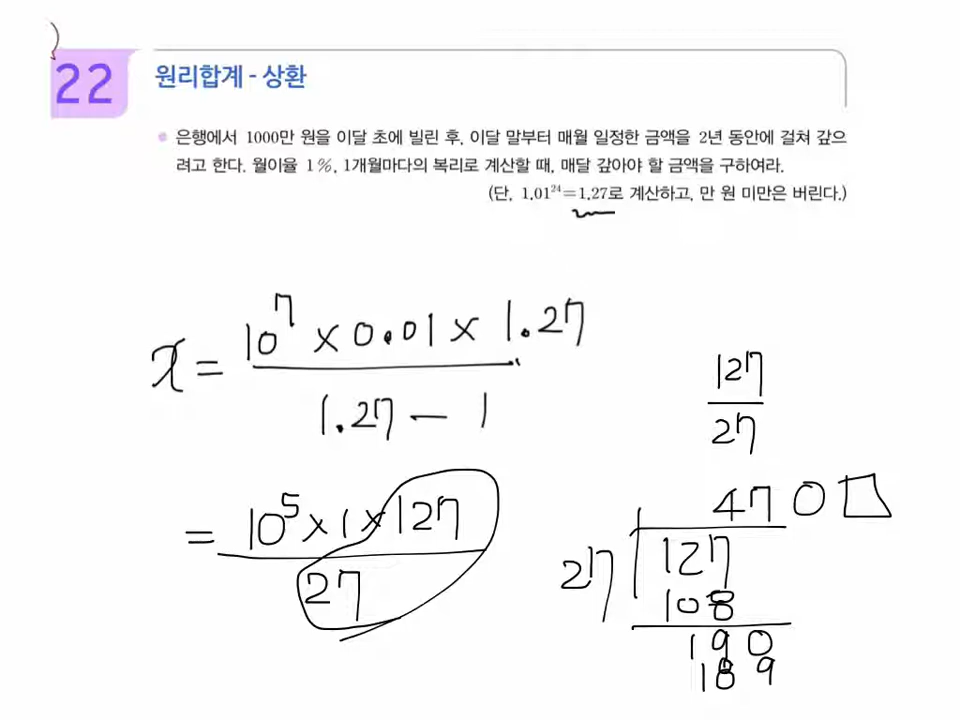 22 원리합계 - 상환
은행에서 1000만 원을 이달 초에 빌린 후, 이달 말부터 매월 일정한 금액을 2년 동안에 걸쳐 갚으
려고 한다. 월이율 1 %, 1개월마다의 복리로 계산할 때, 매달 갚아야 할 금액을 구하여라.
(단, 1.01²⁴=1.27로 계산하고, 만 원 미만은 버린다.)
x = 10⁷ × 0.01 × 1.27
1.27 − 1
= 10⁵ × 1 × 127
27
127
27
470□
27 127
108
190
189